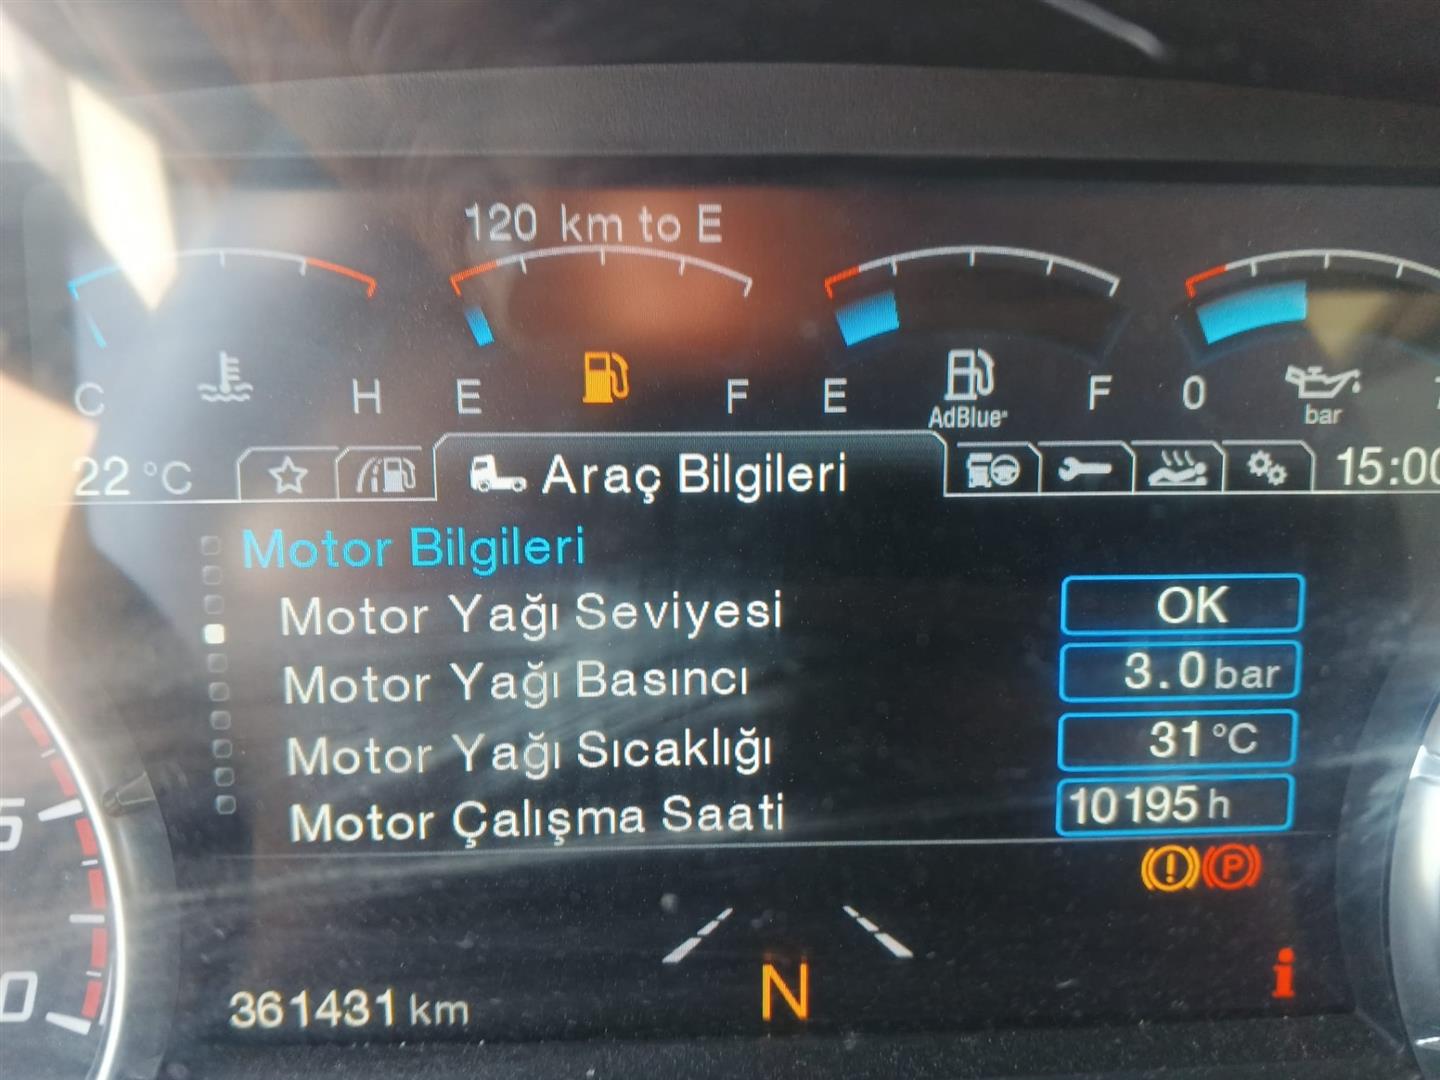 120 km to E
C H E F E F 0
AdBlue
bar
22 °C Araç Bilgileri 15:00
Motor Bilgileri
Motor Yağı Seviyesi OK
Motor Yağı Basıncı 3.0 bar
Motor Yağı Sıcaklığı 31 °C
Motor Çalışma Saati 10195 h
P
N
i
361431 km